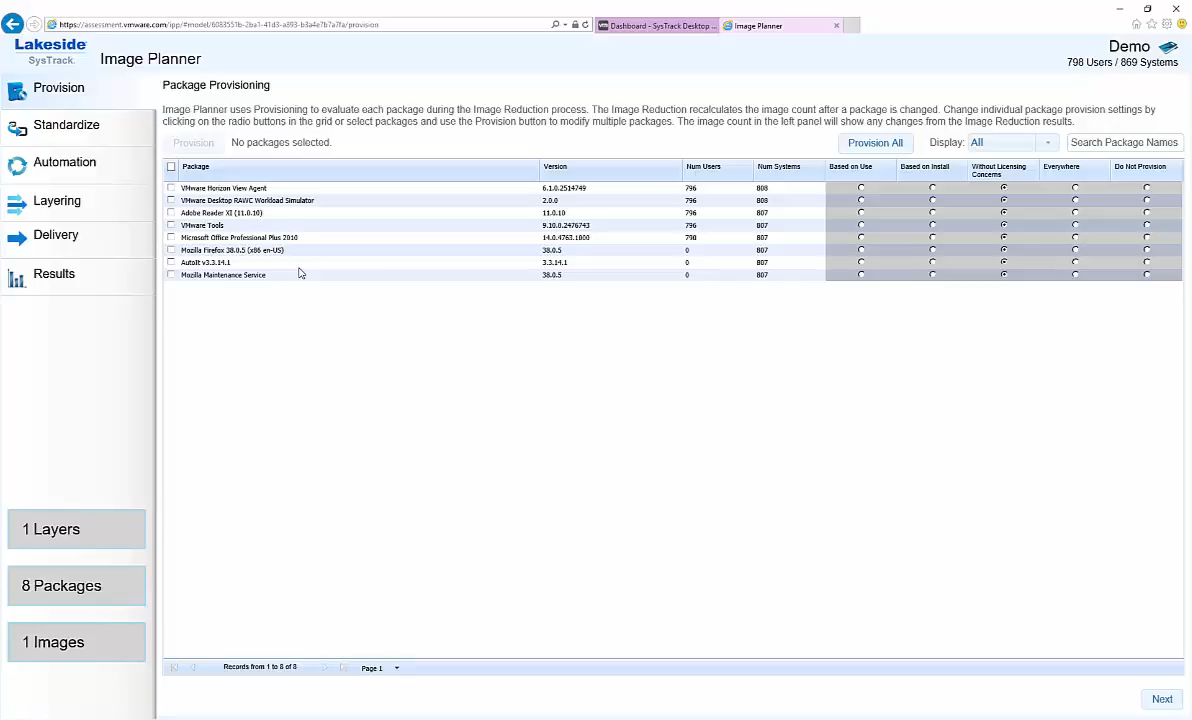 https://assessment.vmware.com/ipp/#model/6083551b-2ba1-41d3-a393-b3a4e7b7a7fa/provision
Dashboard - SysTrack Desktop ...
Image Planner
Lakeside
SysTrack
Image Planner
Demo
798 Users / 869 Systems
Provision
Standardize
Automation
Layering
Delivery
Results
1 Layers
8 Packages
1 Images
Package Provisioning
Image Planner uses Provisioning to evaluate each package during the Image Reduction process. The Image Reduction recalculates the image count after a package is changed. Change individual package provision settings by
clicking on the radio buttons in the grid or select packages and use the Provision button to modify multiple packages. The image count in the left panel will show any changes from the Image Reduction results.
Provision No packages selected. Provision All Display: All Search Package Names
Package Version Num Users Num Systems Based on Use Based on Install Without Licensing Concerns Everywhere Do Not Provision
VMware Horizon View Agent 6.1.0.2514749 796 808
VMware Desktop RAWC Workload Simulator 2.0.0 796 808
Adobe Reader XI (11.0.10) 11.0.10 796 807
VMware Tools 9.10.0.2476743 796 807
Microsoft Office Professional Plus 2010 14.0.4763.1000 798 807
Mozilla Firefox 38.0.5 (x86 en-US) 38.0.5 0 807
AutoIt v3.3.14.1 3.3.14.1 0 807
Mozilla Maintenance Service 38.0.5 0 807
Records from 1 to 8 of 8 Page 1
Next